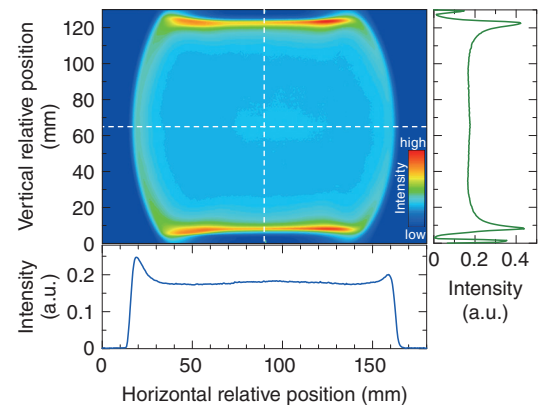 120
100
80
60
40
20
0
Vertical relative position
(mm)
high
Intensity
low
0.2
0.1
0
Intensity
(a.u.)
0 50 100 150
Horizontal relative position (mm)
0 0.2 0.4
Intensity
(a.u.)